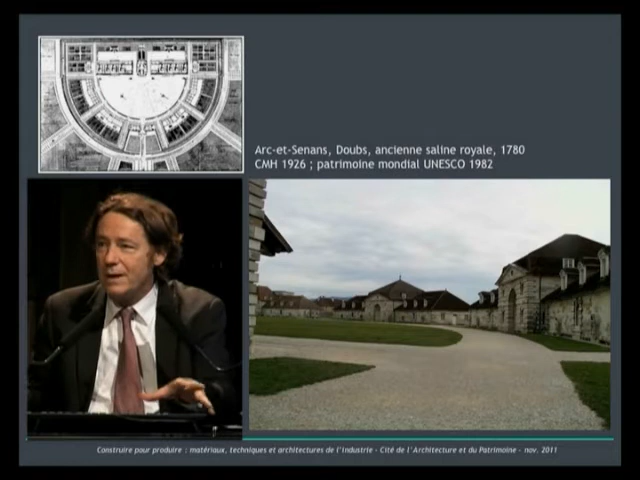 Arc-et-Senans, Doubs, ancienne saline royale, 1780
CMH 1926 ; patrimoine mondial UNESCO 1982
Construire pour produire : matériaux, techniques et architectures de l'industrie - Cité de l'Architecture et du Patrimoine - nov. 2011